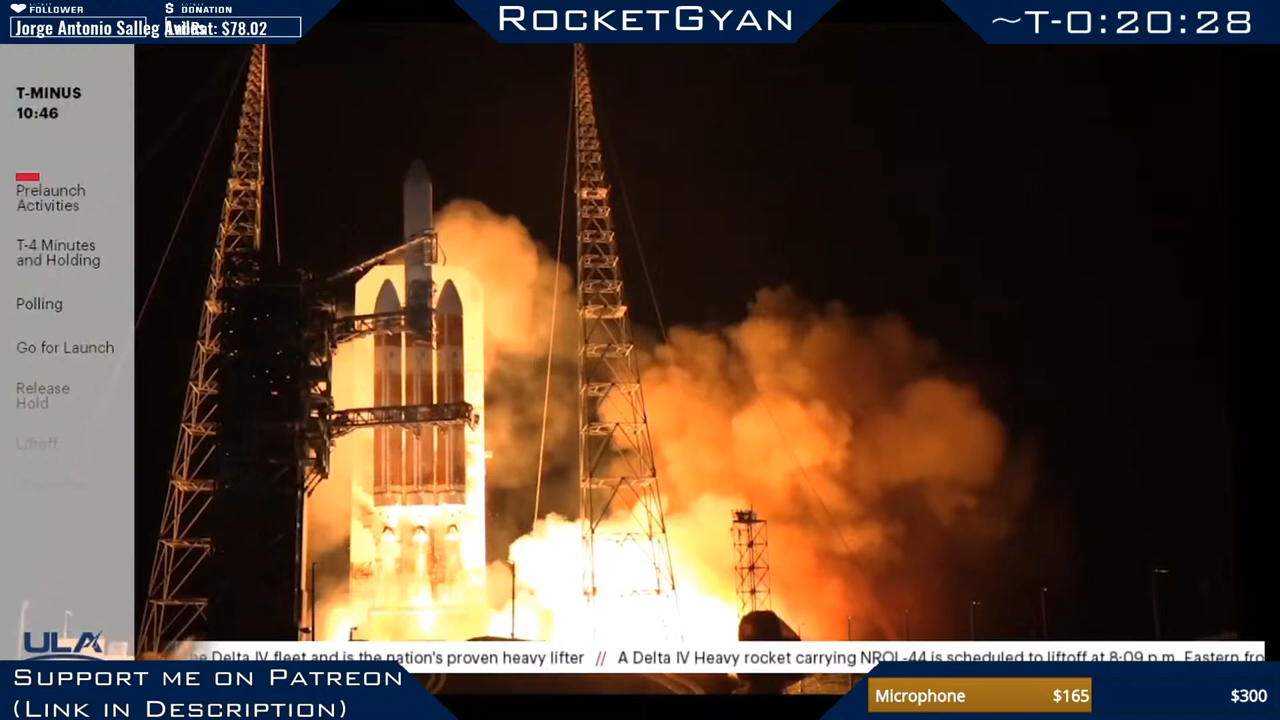 FOLLOWER
DONATION
Jorge Antonio Salleg
t: $78.02
RocketGyan
~T-0:20:28
T-MINUS
10:46
Prelaunch
Activities
T-4 Minutes
and Holding
Polling
Go for Launch
Release
Hold
Liftoff
ULA
e Delta IV fleet and is the nation's proven heavy lifter // A Delta IV Heavy rocket carrying NROL-44 is scheduled to liftoff at 8:09 p.m. Eastern fro
Support me on Patreon
(Link in Description)
Microphone $165 $300